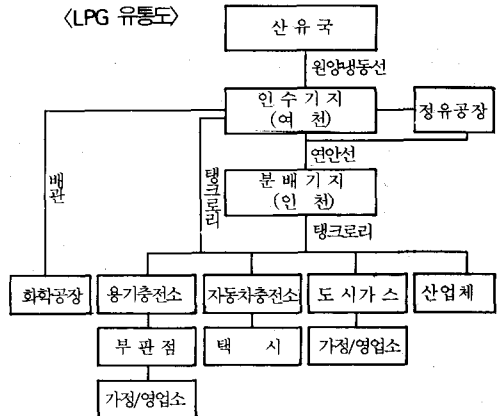 〈LPG 유통도〉
산 유 국
원양냉동선
인 수 기 지
(여 천)
정유공장
연안선
배관
탱크로리
분 배 기 지
(인 천)
탱크로리
화학공장
용기충전소
자동차충전소
도 시 가 스
산업체
부 판 점
택 시
가정/영업소
가정/영업소